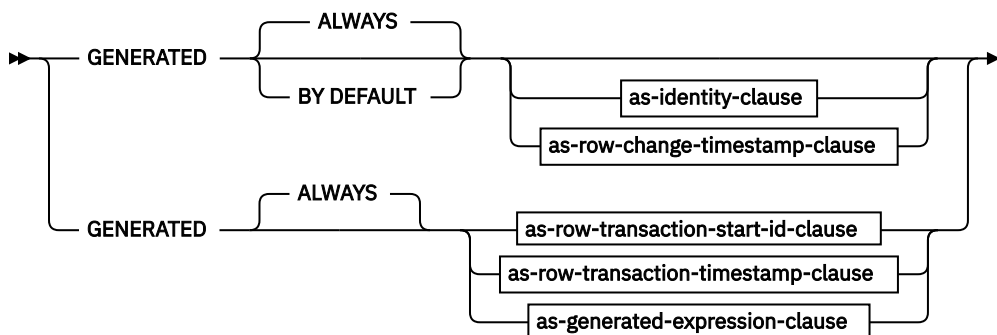 ALWAYS
GENERATED
BY DEFAULT
as-identity-clause
as-row-change-timestamp-clause
ALWAYS
GENERATED
as-row-transaction-start-id-clause
as-row-transaction-timestamp-clause
as-generated-expression-clause